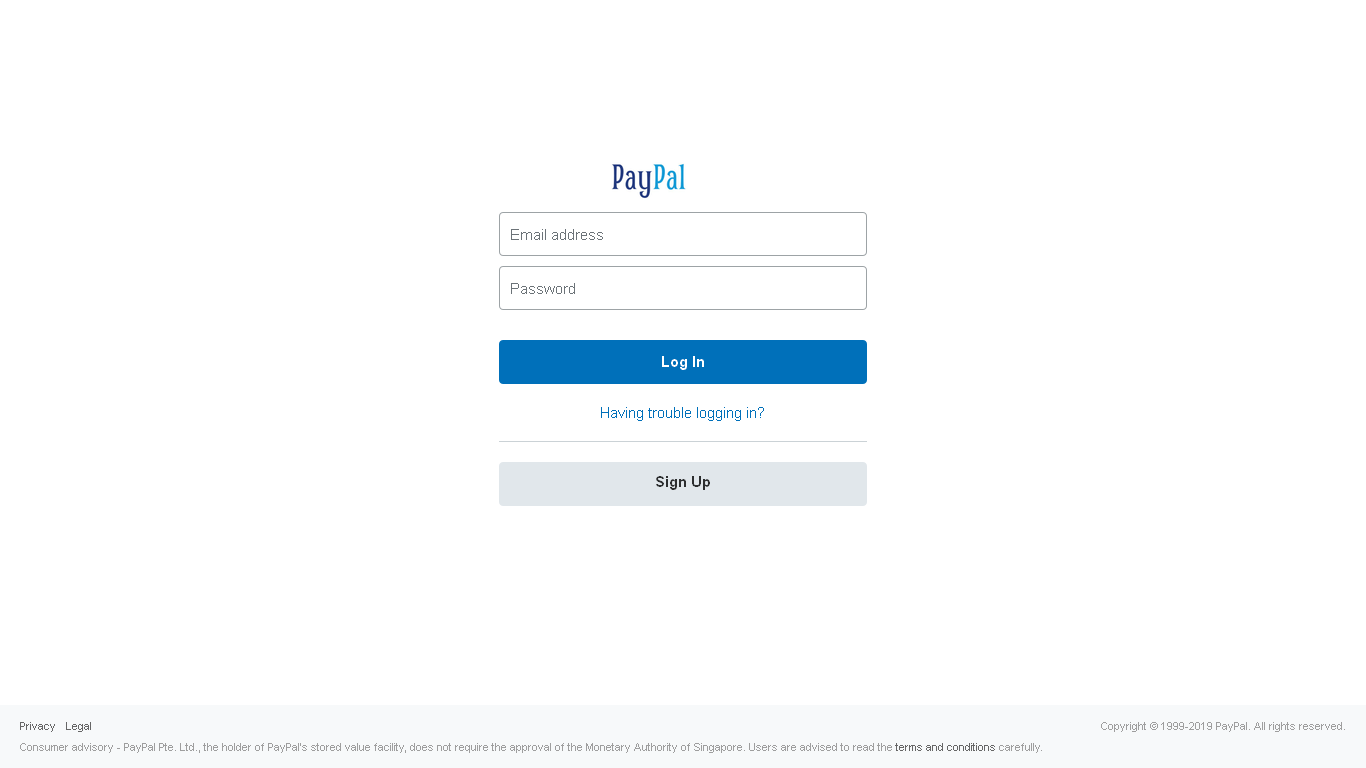 PayPal
Email address
Password
Log In
Having trouble logging in?
Sign Up
Privacy Legal
Copyright © 1999-2019 PayPal. All rights reserved.
Consumer advisory - PayPal Pte. Ltd., the holder of PayPal's stored value facility, does not require the approval of the Monetary Authority of Singapore. Users are advised to read the terms and conditions carefully.